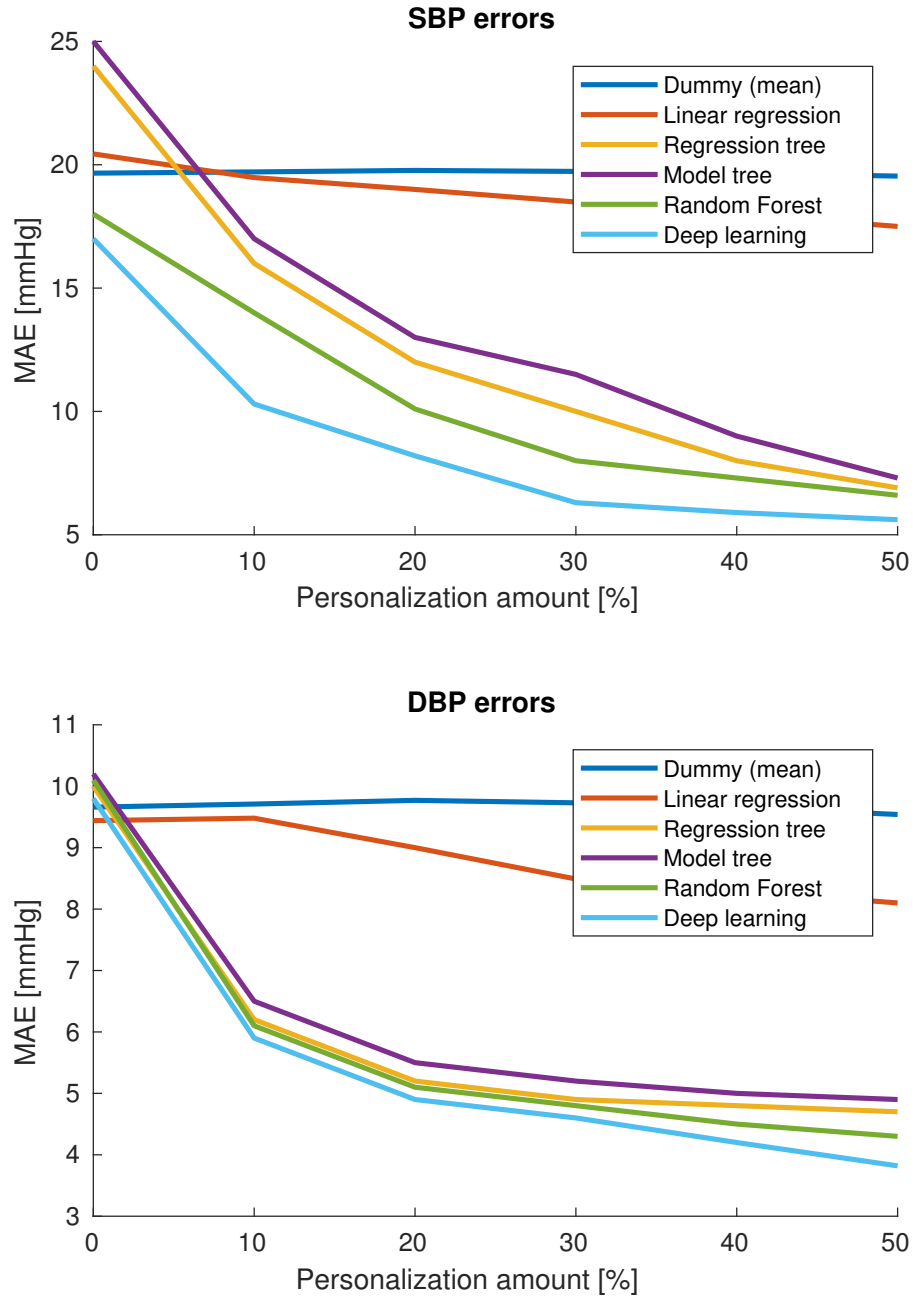 SBP errors
25
20
15
10
5
MAE [mmHg]
Dummy (mean)
Linear regression
Regression tree
Model tree
Random Forest
Deep learning
0 10 20 30 40 50
Personalization amount [%]
DBP errors
11
10
9
8
7
6
5
4
3
MAE [mmHg]
Dummy (mean)
Linear regression
Regression tree
Model tree
Random Forest
Deep learning
0 10 20 30 40 50
Personalization amount [%]